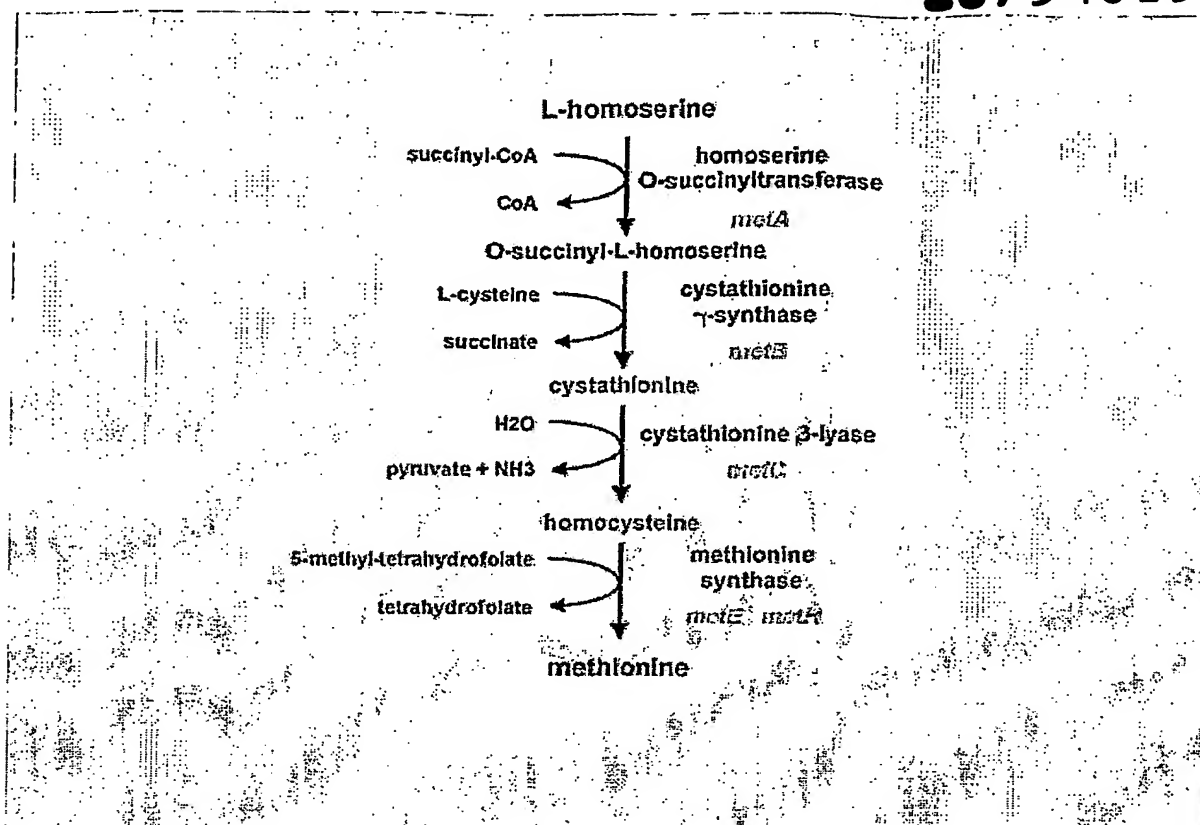 L-homoserine
succinyl-CoA
homoserine
O-succinyltransferase
CoA
metA
O-succinyl-L-homoserine
L-cysteine
cystathionine
γ-synthase
succinate
metB
cystathionine
H2O
cystathionine β-lyase
pyruvate + NH3
metC
homocysteine
5-methyl-tetrahydrofolate
methionine
synthase
tetrahydrofolate
metE metH
methionine